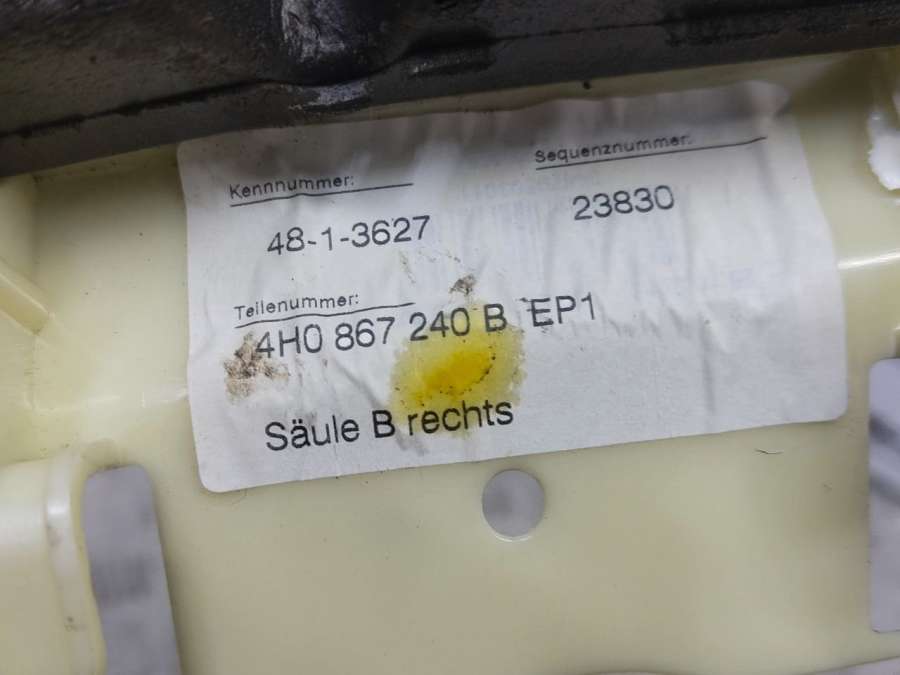 Kennnummer:
Sequenznummer:
48-1-3627
23830
Teilenummer:
4H0 867 240 B EP1
Säule B rechts